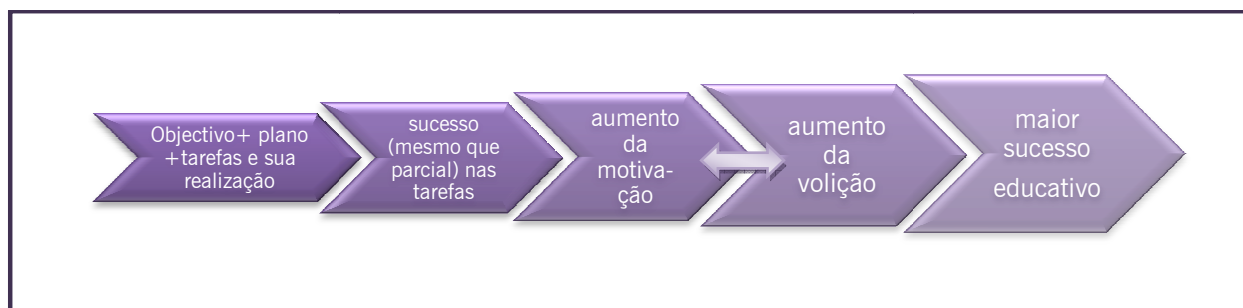 Objectivo+ plano
+tarefas e sua
realização
sucesso
(mesmo que
parcial) nas
tarefas
aumento
da
motiva-
ção
aumento
da
volição
maior
sucesso
educativo